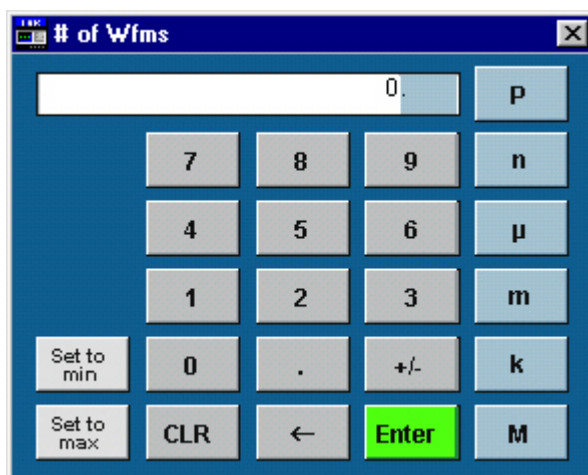 TEK # of Wfms
0.
p
7 8 9 n
4 5 6 µ
1 2 3 m
Set to min 0 . +/- k
Set to max CLR ← Enter M